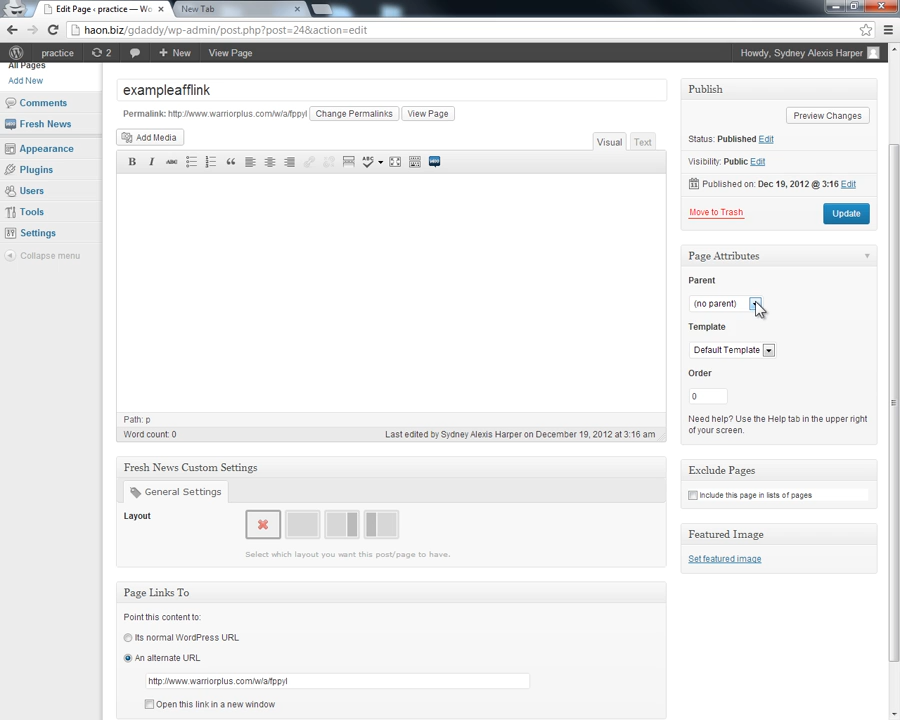 Edit Page ‹ practice — Wo
New Tab
haon.biz/gdaddy/wp-admin/post.php?post=24&action=edit
practice
2
New
View Page
Howdy, Sydney Alexis Harper
All Pages
Add New
Comments
Fresh News
Appearance
Plugins
Users
Tools
Settings
Collapse menu
exampleafflink
Permalink: http://www.warriorplus.com/w/a/fppyl
Change Permalinks
View Page
Add Media
Visual
Text
B I ABC
ABC
Path: p
Word count: 0
Last edited by Sydney Alexis Harper on December 19, 2012 at 3:16 am
Fresh News Custom Settings
General Settings
Layout
Select which layout you want this post/page to have.
Page Links To
Point this content to:
Its normal WordPress URL
An alternate URL
http://www.warriorplus.com/w/a/fppyl
Open this link in a new window
Publish
Preview Changes
Status: Published Edit
Visibility: Public Edit
Published on: Dec 19, 2012 @ 3:16 Edit
Move to Trash
Update
Page Attributes
Parent
(no parent)
Template
Default Template
Order
0
Need help? Use the Help tab in the upper right
of your screen.
Exclude Pages
Include this page in lists of pages
Featured Image
Set featured image